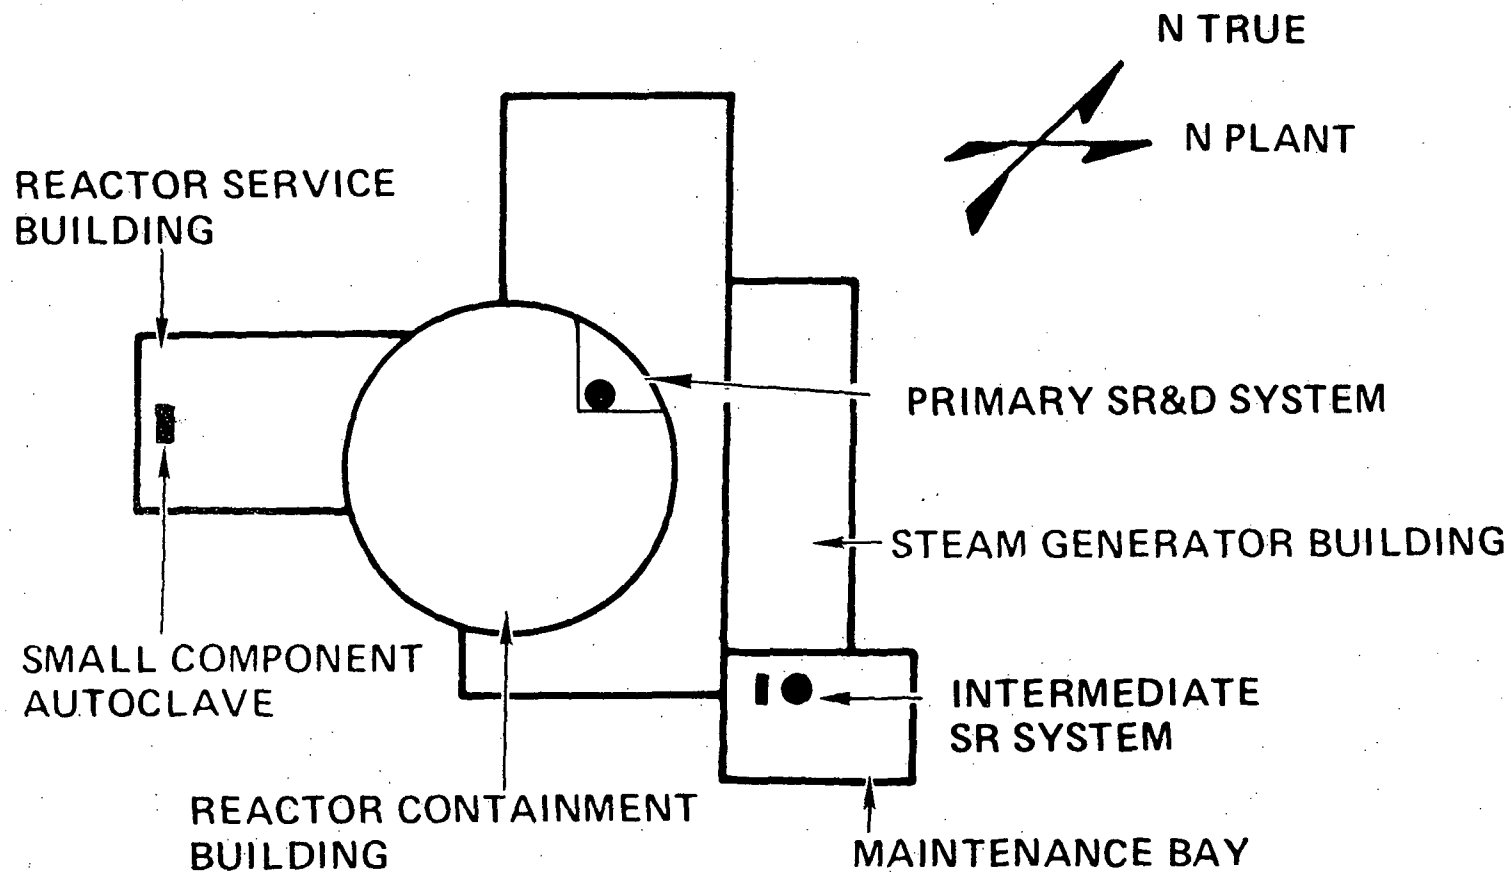 N TRUE
N PLANT
REACTOR SERVICE
BUILDING
PRIMARY SR&D SYSTEM
STEAM GENERATOR BUILDING
SMALL COMPONENT
AUTOCLAVE
INTERMEDIATE
SR SYSTEM
REACTOR CONTAINMENT
BUILDING
MAINTENANCE BAY